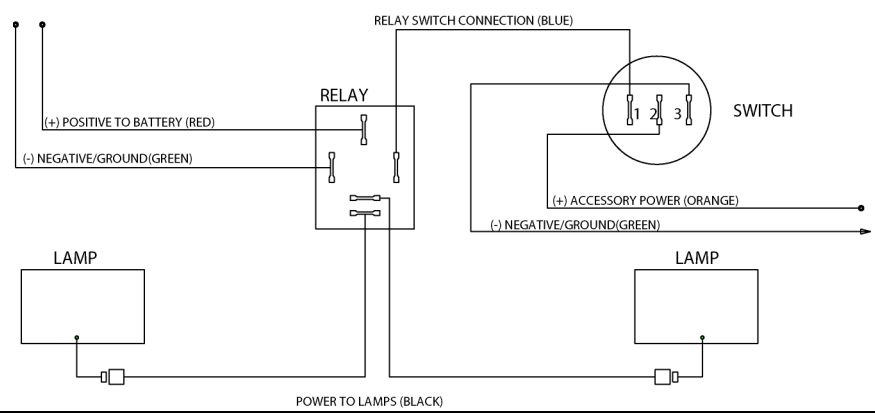 RELAY SWITCH CONNECTION (BLUE)
RELAY
(+) POSITIVE TO BATTERY (RED)
1 2 3
SWITCH
(-) NEGATIVE/GROUND(GREEN)
(+) ACCESSORY POWER (ORANGE)
(-) NEGATIVE/GROUND(GREEN)
LAMP
LAMP
POWER TO LAMPS (BLACK)